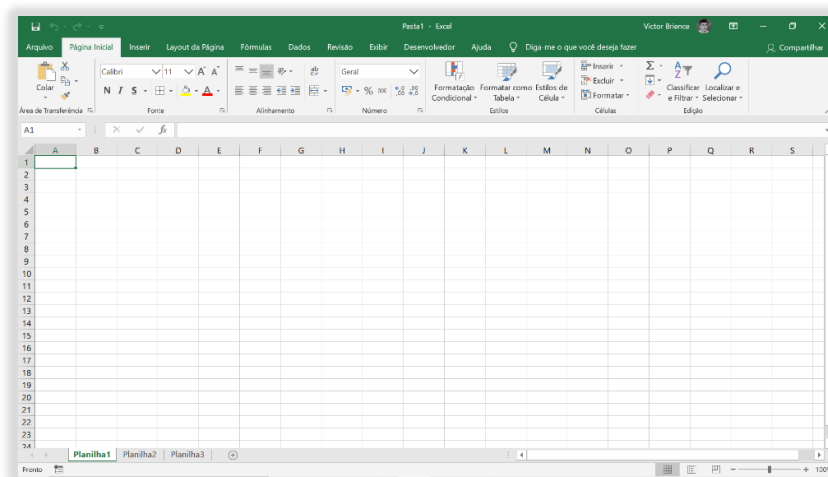 Pasta1 - Excel
Victor Brience
Arquivo Página Inicial Inserir Layout da Página Fórmulas Dados Revisão Exibir Desenvolvedor Ajuda Diga-me o que você deseja fazer Compartilhar
Colar
Calibri 11
N I S A
Geral
% 000
Formatação Condicional
Formatar como Tabela
Estilos de Célula
Inserir
Excluir
Formatar
Classificar e Filtrar
Localizar e Selecionar
Área de Transferência Fonte Alinhamento Número Estilos Células Edição
A1 fx
A B C D E F G H I J K L M N O P Q R S
1
2
3
4
5
6
7
8
9
10
11
12
13
14
15
16
17
18
19
20
21
22
23
24
Planilha1 Planilha2 Planilha3
Pronto 100%